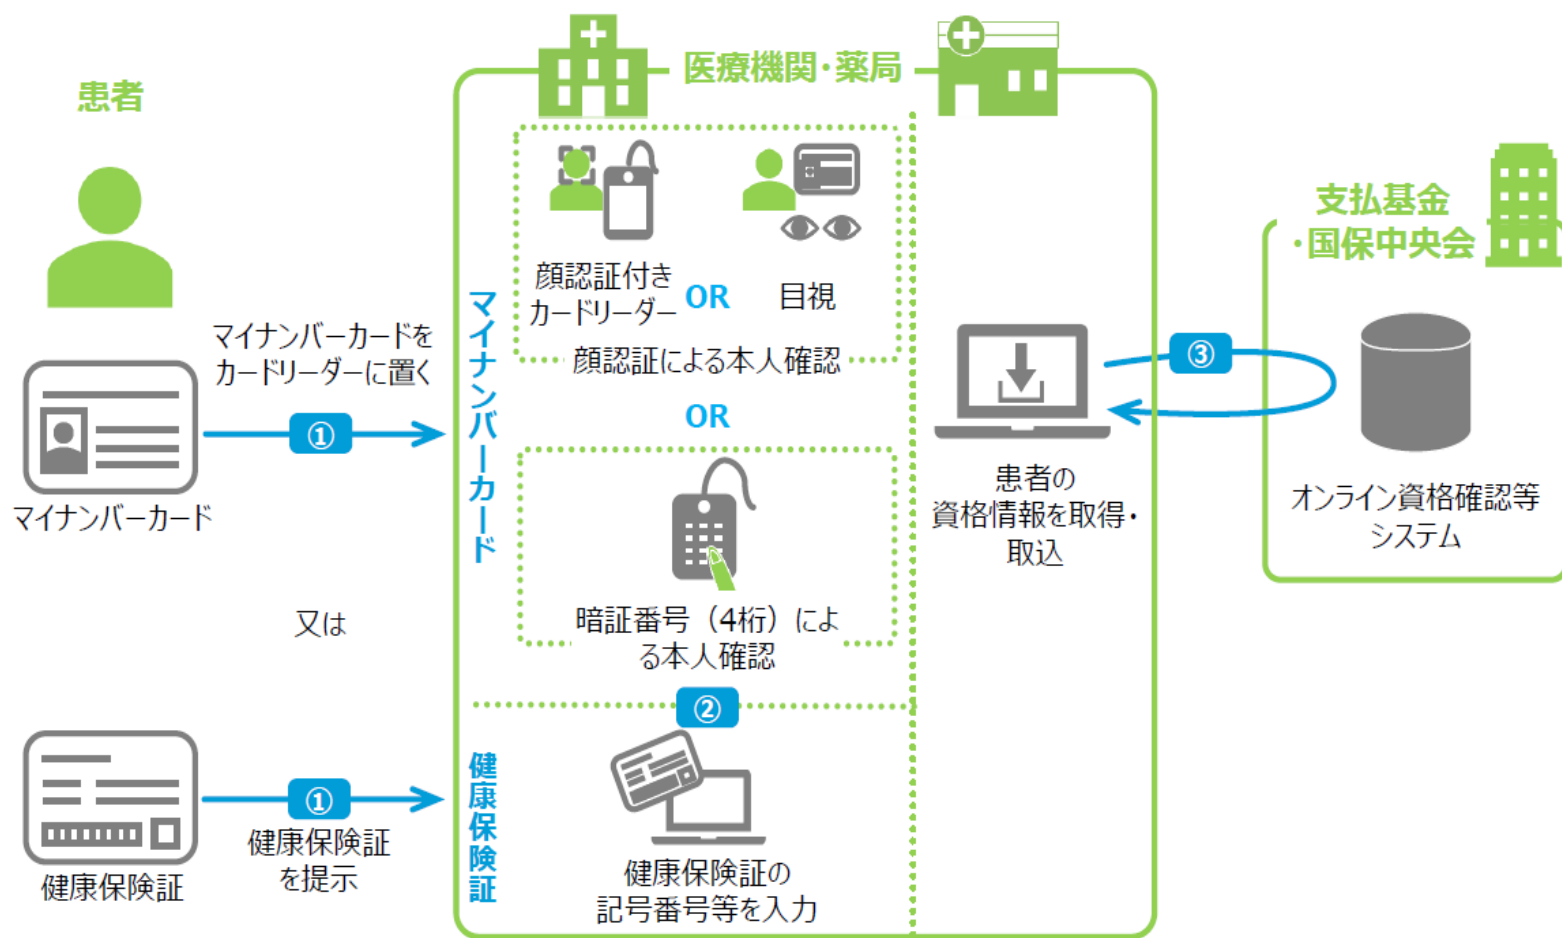 患者
マイナンバーカードを
カードリーダーに置く
①
マイナンバーカード
又は
①
健康保険証
を提示
健康保険証
医療機関・薬局
マイナンバーカード
顔認証付き
カードリーダー
OR
目視
顔認証による本人確認
OR
暗証番号（4桁）によ
る本人確認
②
健康保険証
健康保険証の
記号番号等を入力
患者の
資格情報を取得・
取込
③
支払基金
・国保中央会
オンライン資格確認等
システム